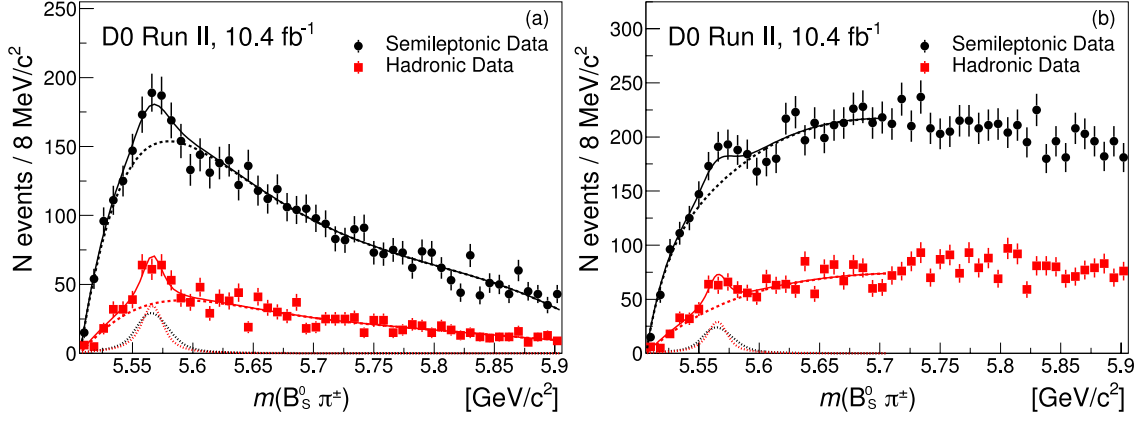 (a)
D0 Run II, 10.4 fb⁻¹
Semileptonic Data
Hadronic Data
N events / 8 MeV/c²
250
200
150
100
50
0
5.55 5.6 5.65 5.7 5.75 5.8 5.85 5.9
m(B⁰ₛ π±) [GeV/c²]
(b)
D0 Run II, 10.4 fb⁻¹
Semileptonic Data
Hadronic Data
N events / 8 MeV/c²
300
250
200
150
100
50
0
5.55 5.6 5.65 5.7 5.75 5.8 5.85 5.9
m(B⁰ₛ π±) [GeV/c²]